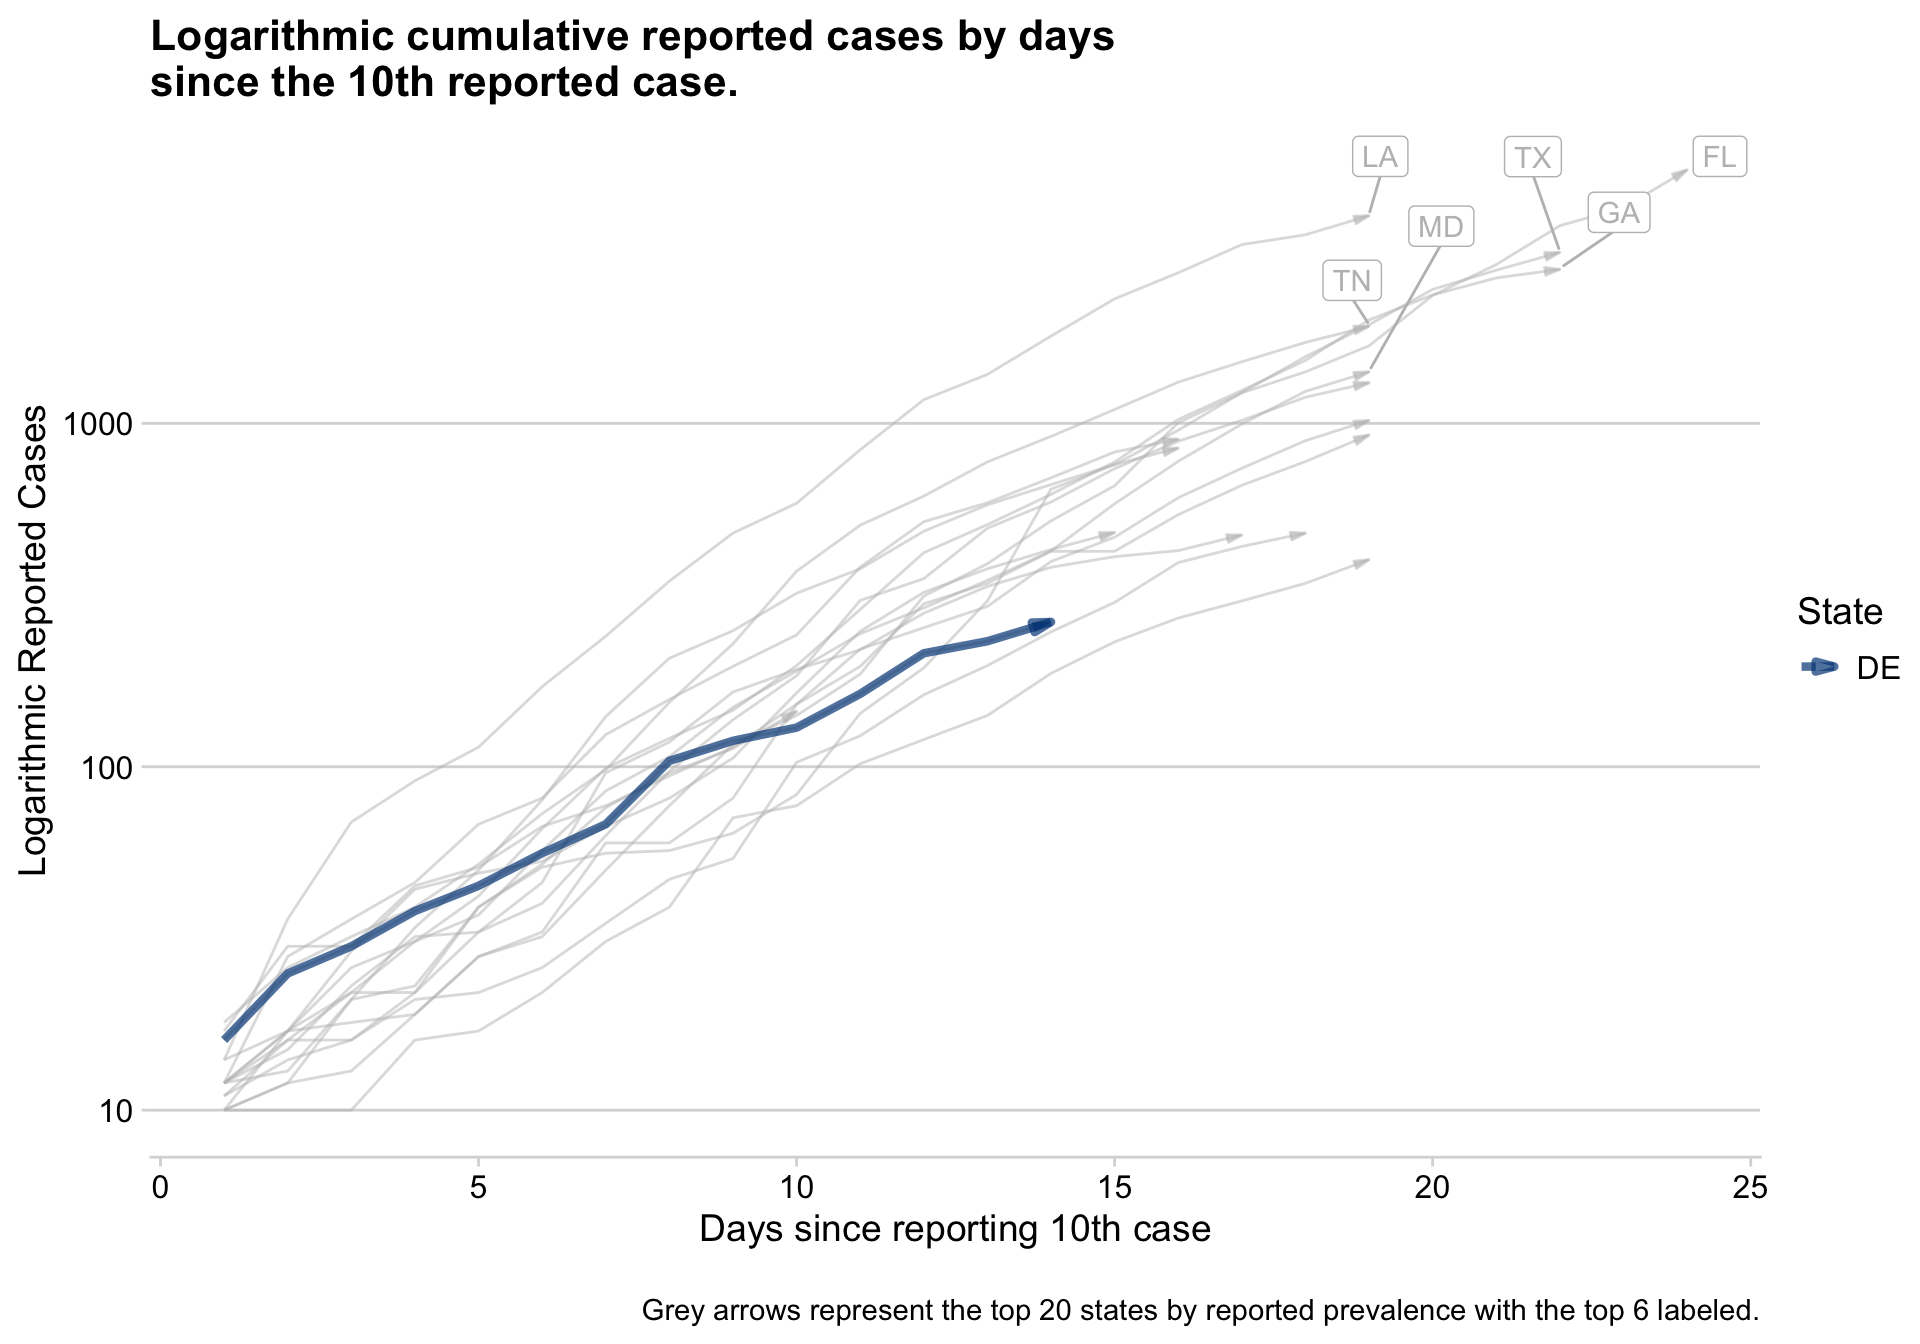 Logarithmic cumulative reported cases by days
since the 10th reported case.
LA
TX
FL
GA
MD
TN
Logarithmic Reported Cases
1000
100
10
State
DE
0 5 10 15 20 25
Days since reporting 10th case
Grey arrows represent the top 20 states by reported prevalence with the top 6 labeled.